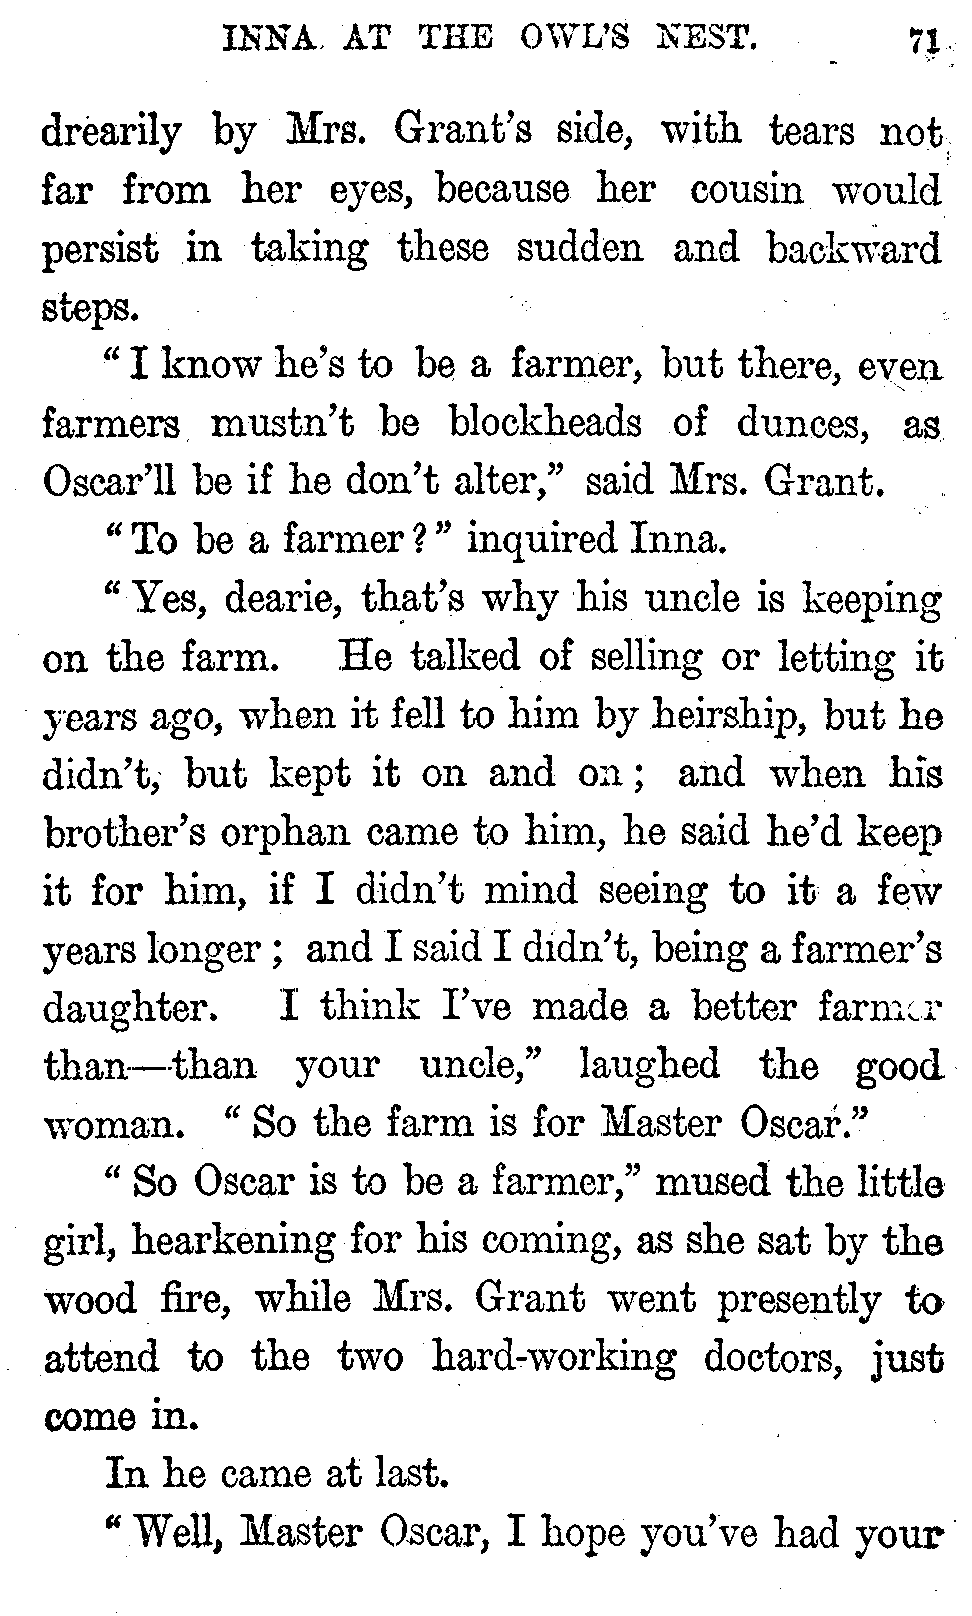 INNA AT THE OWL'S NEST. 71
drearily by Mrs. Grant's side, with tears not
far from her eyes, because her cousin would
persist in taking these sudden and backward
steps.
"I know he's to be a farmer, but there, even
farmers mustn't be blockheads of dunces, as
Oscar'll be if he don't alter," said Mrs. Grant.
"To be a farmer?" inquired Inna.
"Yes, dearie, that's why his uncle is keeping
on the farm. He talked of selling or letting it
years ago, when it fell to him by heirship, but he
didn't, but kept it on and on; and when his
brother's orphan came to him, he said he'd keep
it for him, if I didn't mind seeing to it a few
years longer; and I said I didn't, being a farmer's
daughter. I think I've made a better farmer
than—than your uncle," laughed the good
woman. "So the farm is for Master Oscar."
"So Oscar is to be a farmer," mused the little
girl, hearkening for his coming, as she sat by the
wood fire, while Mrs. Grant went presently to
attend to the two hard-working doctors, just
come in.
In he came at last.
"Well, Master Oscar, I hope you've had your